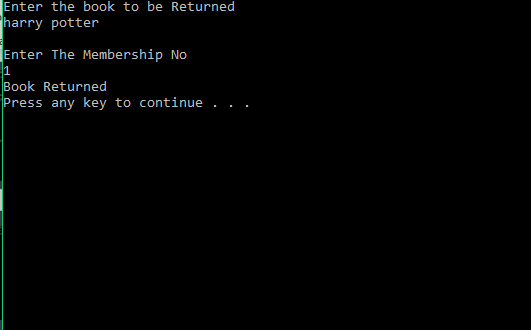 Enter the book to be Returned
harry potter
Enter The Membership No
1
Book Returned
Press any key to continue . . .